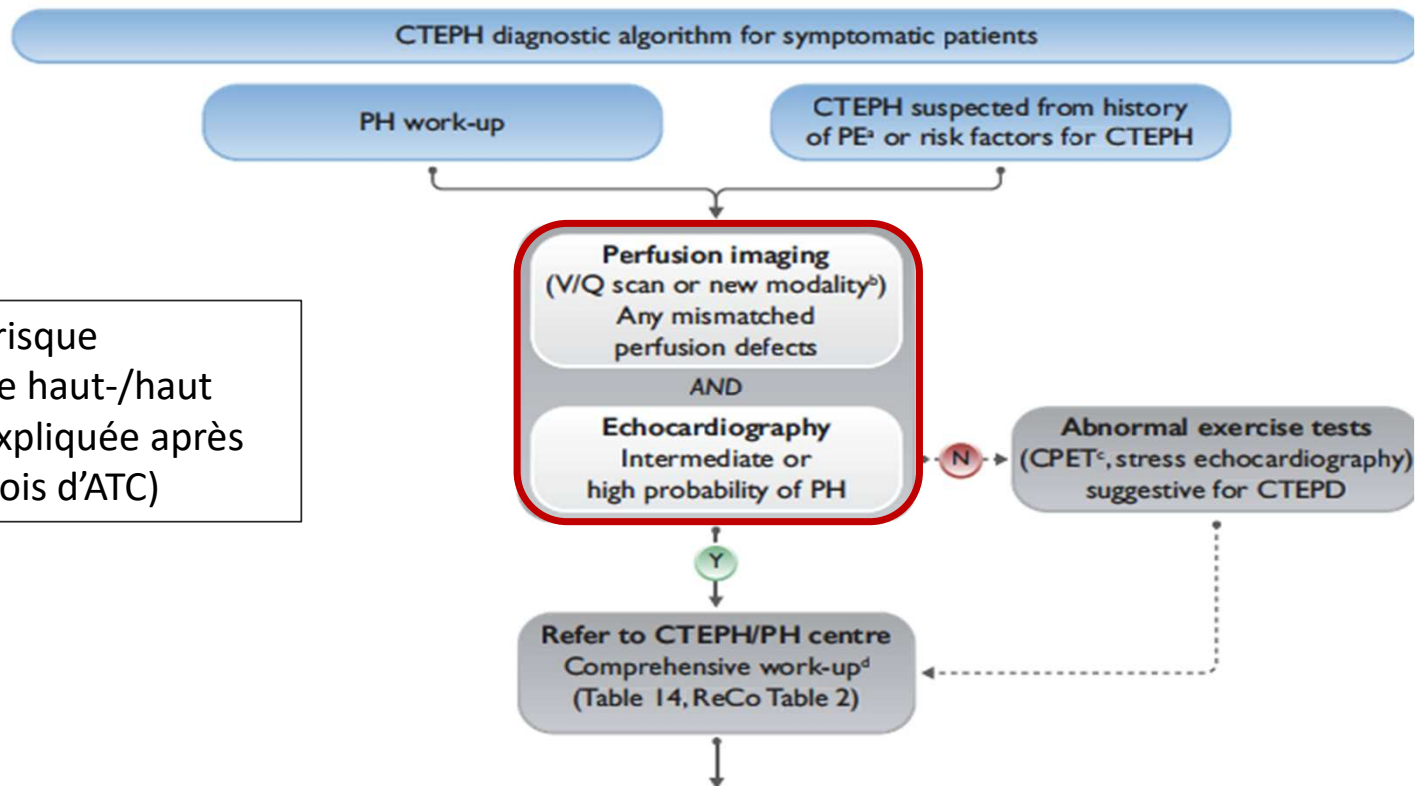 CTEPH diagnostic algorithm for symptomatic patients
PH work-up
CTEPH suspected from history
of PEᵃ or risk factors for CTEPH
risque
e haut-/haut
xpliquée après
ois d’ATC)
Perfusion imaging
(V/Q scan or new modalityᵇ)
Any mismatched
perfusion defects
AND
Echocardiography
Intermediate or
high probability of PH
N
Abnormal exercise tests
(CPETᶜ, stress echocardiography)
suggestive for CTEPD
Y
Refer to CTEPH/PH centre
Comprehensive work-upᵈ
(Table 14, ReCo Table 2)